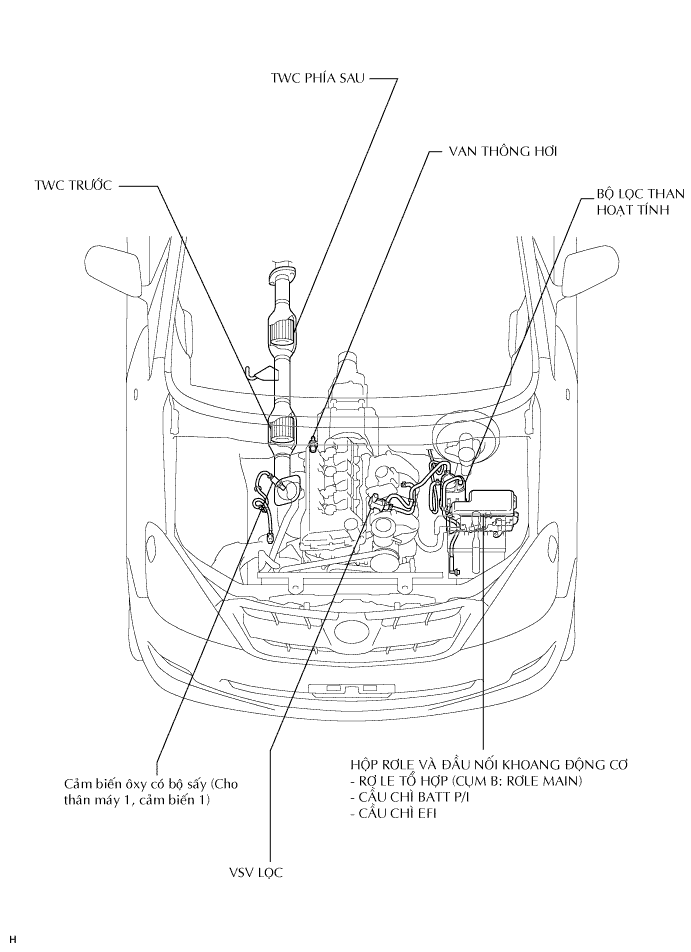 TWC PHÍA SAU
VAN THÔNG HƠI
TWC TRƯỚC
BỘ LỌC THAN
HOẠT TÍNH
HỘP RƠLE VÀ ĐẦU NỐI KHOANG ĐỘNG CƠ
- RƠ LE TỔ HỢP (CỤM B: RƠLE MAIN)
- CẦU CHÌ BATT P/I
- CẦU CHÌ EFI
Cảm biến ôxy có bộ sấy (Cho
thân máy 1, cảm biến 1)
VSV LỌC
H